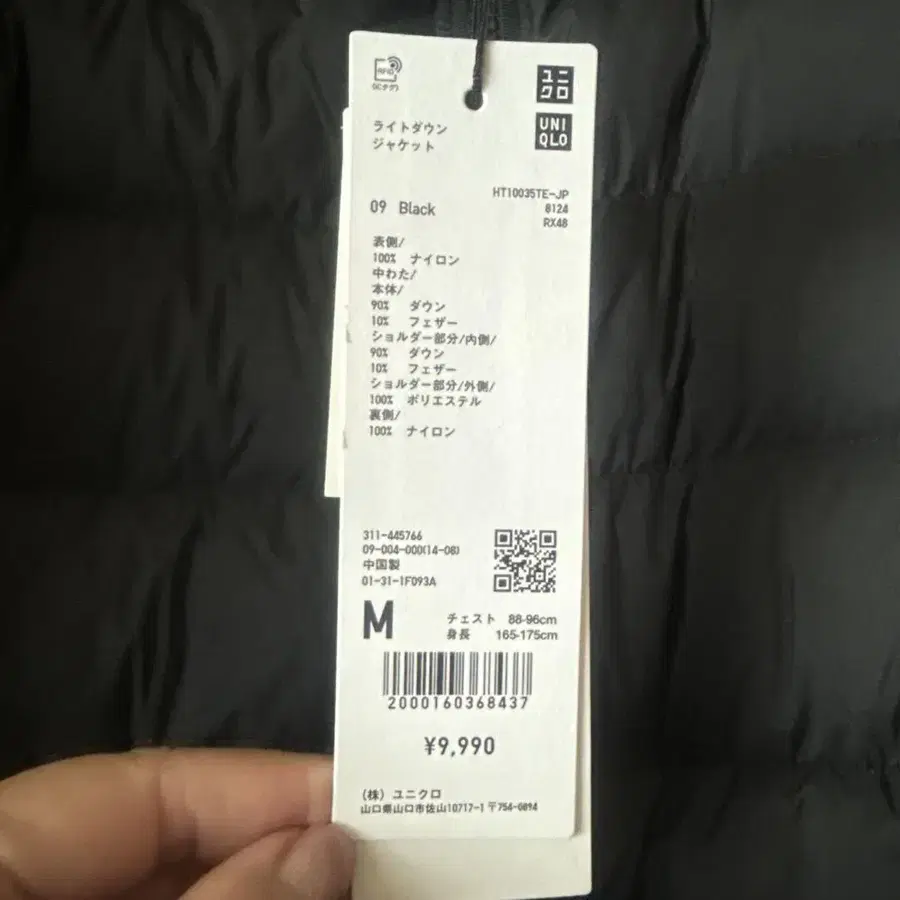 RFID
(ICタグ)
ユニ
クロ
UNI
QLO
ライトダウン
ジャケット
HT10035TE-JP
09 Black
8124
RX48
表側/
100% ナイロン
中わた/
本体/
90% ダウン
10% フェザー
ショルダー部分/内側/
90% ダウン
10% フェザー
ショルダー部分/外側/
100% ポリエステル
裏側/
100% ナイロン
311-445766
09-004-000(14-08)
中国製
01-31-1F093A
M
チェスト 88-96cm
身長 165-175cm
2000160368437
¥9,990
(株) ユニクロ
山口県山口市佐山10717-1 〒754-0894